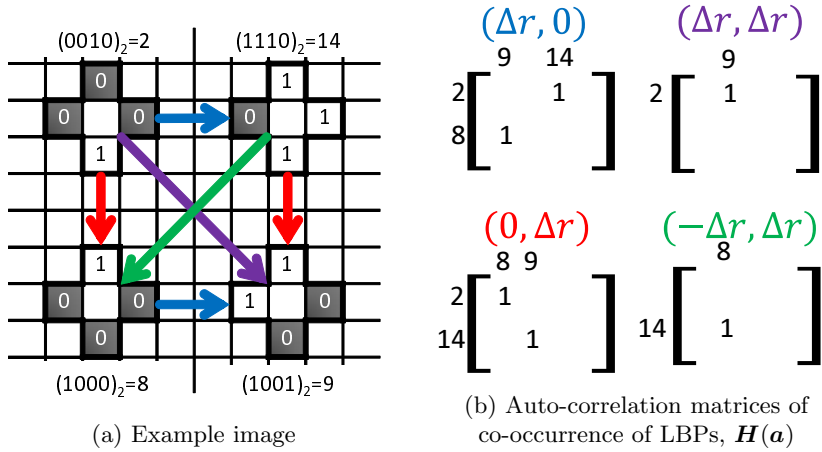 (0010)₂=2 (1110)₂=14
0 1
0 0 0 1
1 1
1 1
0 0 1 0
0 0
(1000)₂=8 (1001)₂=9
(a) Example image
(Δr, 0)
9 14
2 1
8 1
(Δr, Δr)
9
2 1
(0, Δr)
8 9
2 1
14 1
(−Δr, Δr)
8
14 1
(b) Auto-correlation matrices of
co-occurrence of LBPs, H(a)